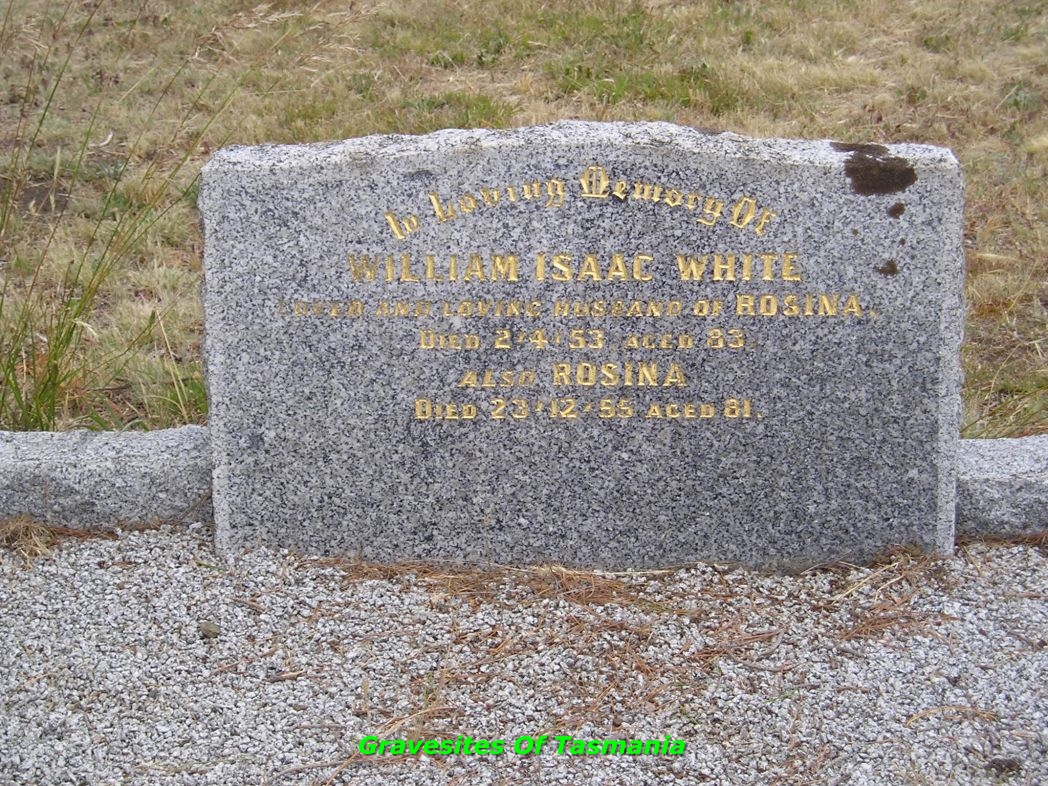 In Loving Memory Of
WILLIAM ISAAC WHITE
LOVED AND LOVING HUSBAND OF ROSINA,
DIED 2-4-53 AGED 83.
ALSO ROSINA
DIED 23-12-55 AGED 81.
Gravesites Of Tasmania